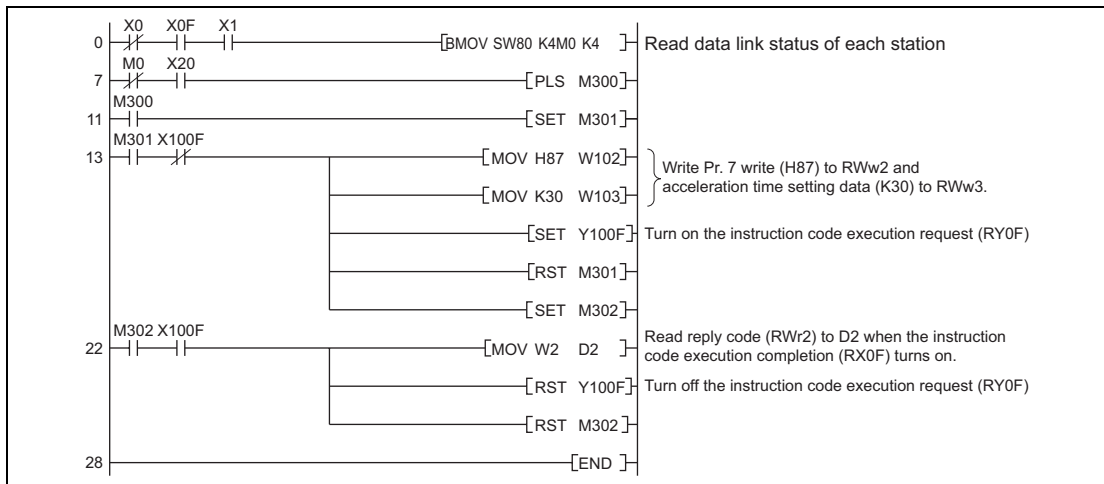 X0 X0F X1
0 BMOV SW80 K4M0 K4 Read data link status of each station
M0 X20
7 PLS M300
M300
11 SET M301
M301 X100F
13 MOV H87 W102
Write Pr. 7 write (H87) to RWw2 and
acceleration time setting data (K30) to RWw3.
MOV K30 W103
SET Y100F Turn on the instruction code execution request (RY0F)
RST M301
SET M302
M302 X100F
22 MOV W2 D2 Read reply code (RWr2) to D2 when the instruction
code execution completion (RX0F) turns on.
RST Y100F Turn off the instruction code execution request (RY0F)
RST M302
28 END